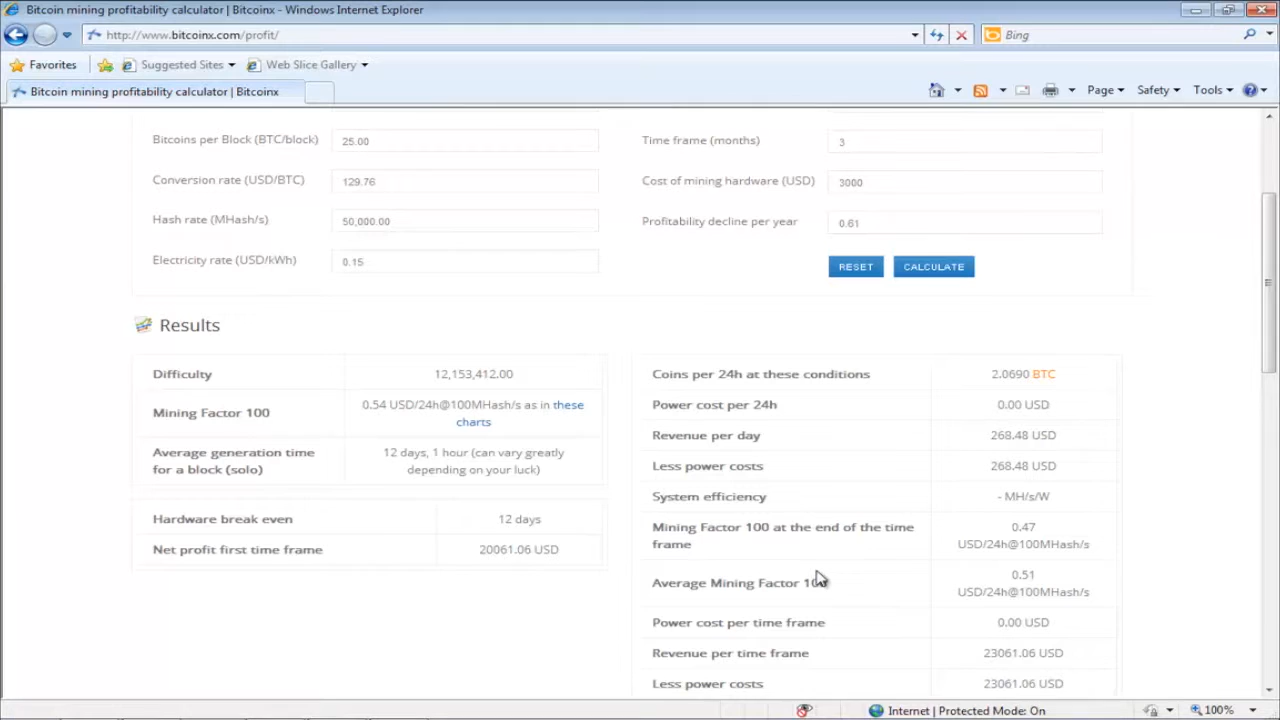 Bitcoin mining profitability calculator | Bitcoinx - Windows Internet Explorer
http://www.bitcoinx.com/profit/
Bing
Favorites
Suggested Sites
Web Slice Gallery
Bitcoin mining profitability calculator | Bitcoinx
Page
Safety
Tools
Bitcoins per Block (BTC/block)
25.00
Time frame (months)
3
Conversion rate (USD/BTC)
129.76
Cost of mining hardware (USD)
3000
Hash rate (MHash/s)
50,000.00
Profitability decline per year
0.61
Electricity rate (USD/kWh)
0.15
RESET
CALCULATE
Results
Difficulty
12,153,412.00
Mining Factor 100
0.54 USD/24h@100MHash/s as in these
charts
Average generation time
for a block (solo)
12 days, 1 hour (can vary greatly
depending on your luck)
Hardware break even
12 days
Net profit first time frame
20061.06 USD
Coins per 24h at these conditions
2.0690 BTC
Power cost per 24h
0.00 USD
Revenue per day
268.48 USD
Less power costs
268.48 USD
System efficiency
- MH/s/W
Mining Factor 100 at the end of the time
frame
0.47
USD/24h@100MHash/s
Average Mining Factor 100
0.51
USD/24h@100MHash/s
Power cost per time frame
0.00 USD
Revenue per time frame
23061.06 USD
Less power costs
23061.06 USD
Internet | Protected Mode: On
100%